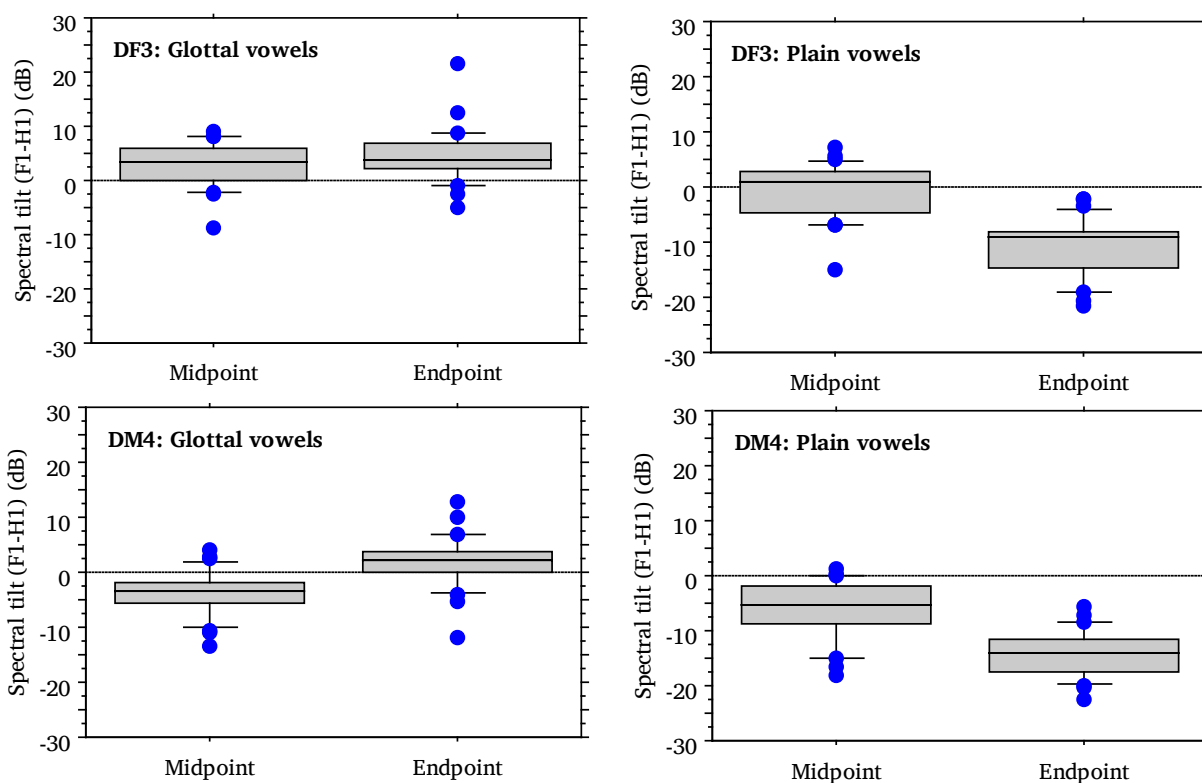 DF3: Glottal vowels
Spectral tilt (F1-H1) (dB)
30
20
10
0
-10
-20
-30
Midpoint Endpoint
DF3: Plain vowels
Spectral tilt (F1-H1) (dB)
30
20
10
0
-10
-20
-30
Midpoint Endpoint
DM4: Glottal vowels
Spectral tilt (F1-H1) (dB)
30
20
10
0
-10
-20
-30
Midpoint Endpoint
DM4: Plain vowels
Spectral tilt (F1-H1) (dB)
30
20
10
0
-10
-20
-30
Midpoint Endpoint